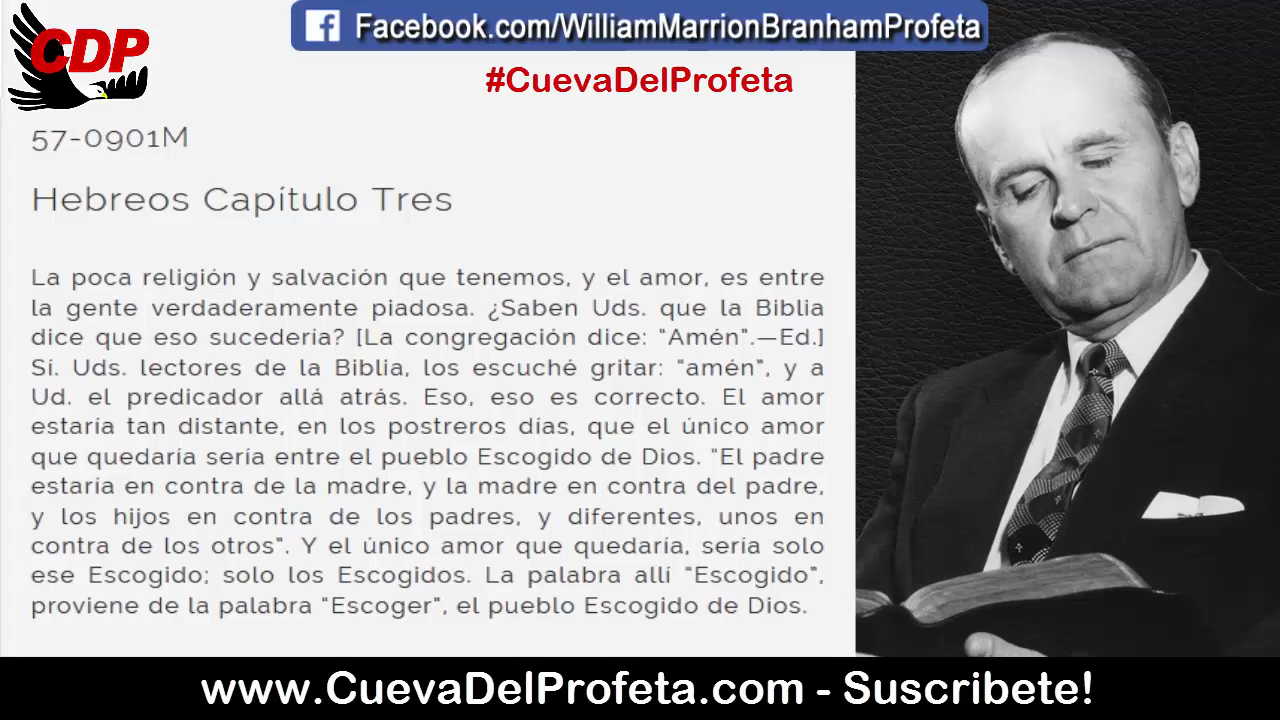 Facebook.com/WilliamMarrionBranhamProfeta
CDP
#CuevaDelProfeta
57-0901M
Hebreos Capítulo Tres
La poca religión y salvación que tenemos, y el amor, es entre
la gente verdaderamente piadosa. ¿Saben Uds. que la Biblia
dice que eso sucedería? [La congregación dice: "Amén".—Ed.]
Sí. Uds. lectores de la Biblia, los escuché gritar: "amén", y a
Ud. el predicador allá atrás. Eso, eso es correcto. El amor
estaría tan distante, en los postreros días, que el único amor
que quedaría sería entre el pueblo Escogido de Dios. "El padre
estaría en contra de la madre, y la madre en contra del padre,
y los hijos en contra de los padres, y diferentes, unos en
contra de los otros". Y el único amor que quedaría, sería solo
ese Escogido; solo los Escogidos. La palabra allí "Escogido",
proviene de la palabra "Escoger", el pueblo Escogido de Dios.
www.CuevaDelProfeta.com - Suscribete!